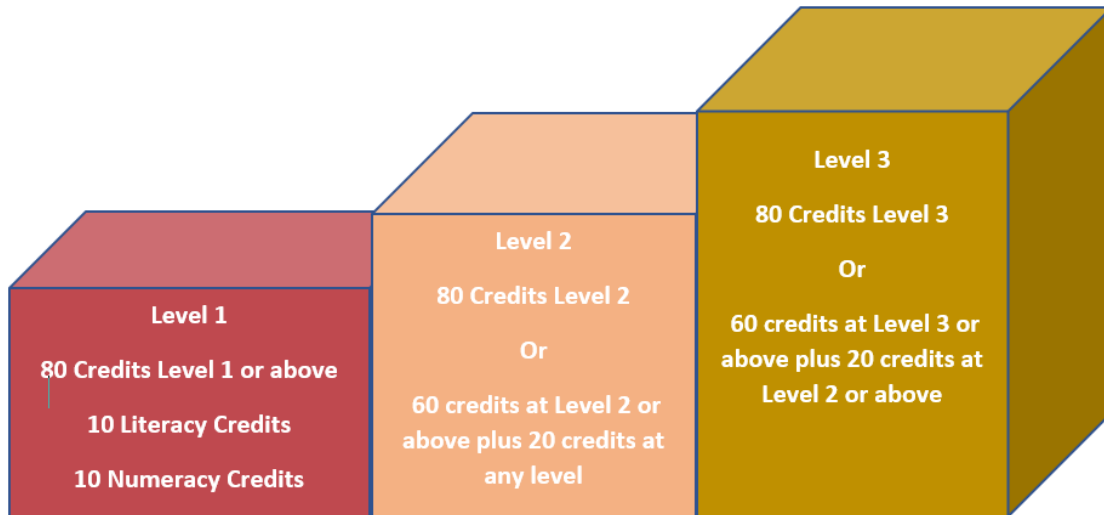 Level 1
80 Credits Level 1 or above
10 Literacy Credits
10 Numeracy Credits
Level 2
80 Credits Level 2
Or
60 credits at Level 2 or
above plus 20 credits at
any level
Level 3
80 Credits Level 3
Or
60 credits at Level 3 or
above plus 20 credits at
Level 2 or above